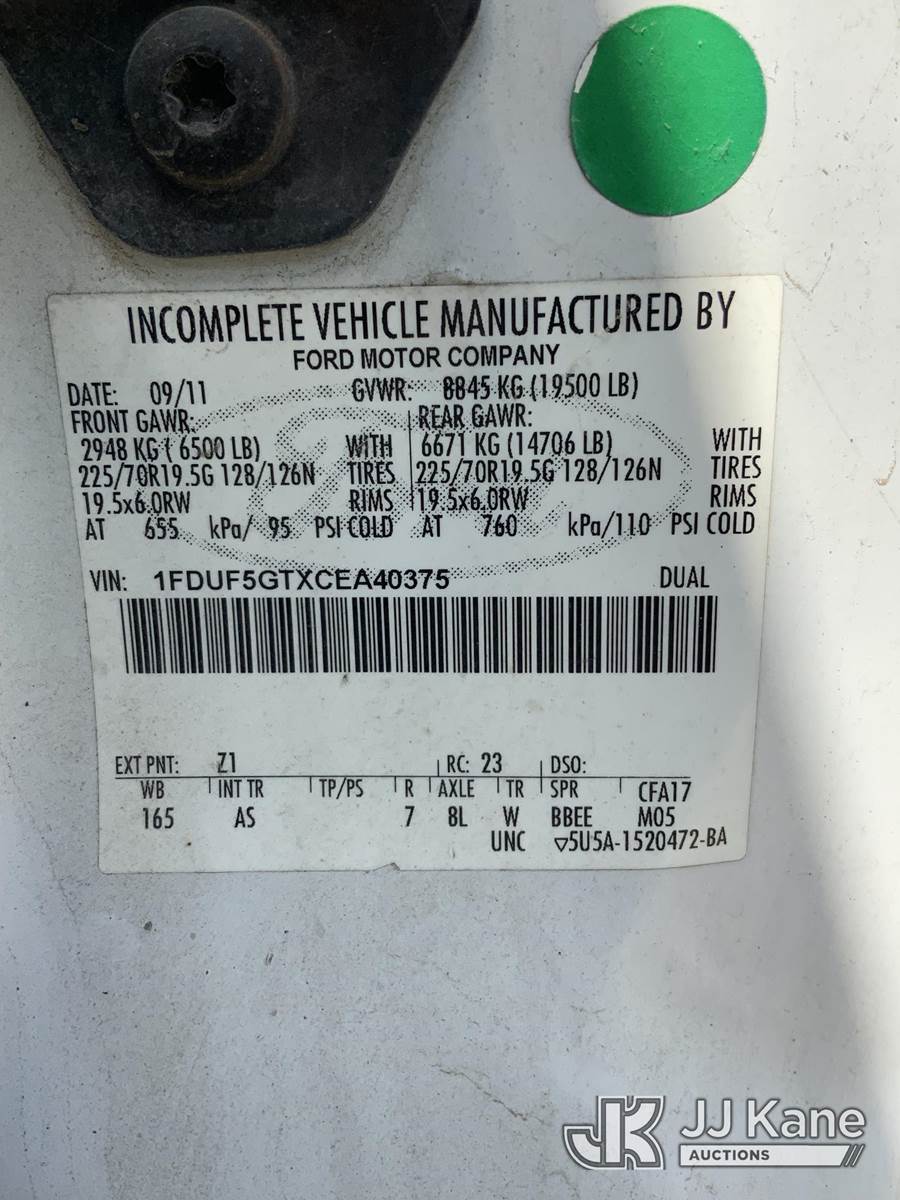 INCOMPLETE VEHICLE MANUFACTURED BY
FORD MOTOR COMPANY
DATE: 09/11 GVWR: 8845 KG (19500 LB)
FRONT GAWR: REAR GAWR:
2948 KG ( 6500 LB) WITH 6671 KG (14706 LB) WITH
225/70R19.5G 128/126N TIRES 225/70R19.5G 128/126N TIRES
19.5x6.0RW RIMS 19.5x6.0RW RIMS
AT 655 kPa/ 95 PSI COLD AT 760 kPa/110 PSI COLD
VIN: 1FDUF5GTXCEA40375 DUAL
EXT PNT: Z1 RC: 23 DSO:
WB INT TR TP/PS R AXLE TR SPR CFA17
165 AS 7 8L W BBEE M05
UNC ▽5U5A-1520472-BA
JK JJ Kane
AUCTIONS